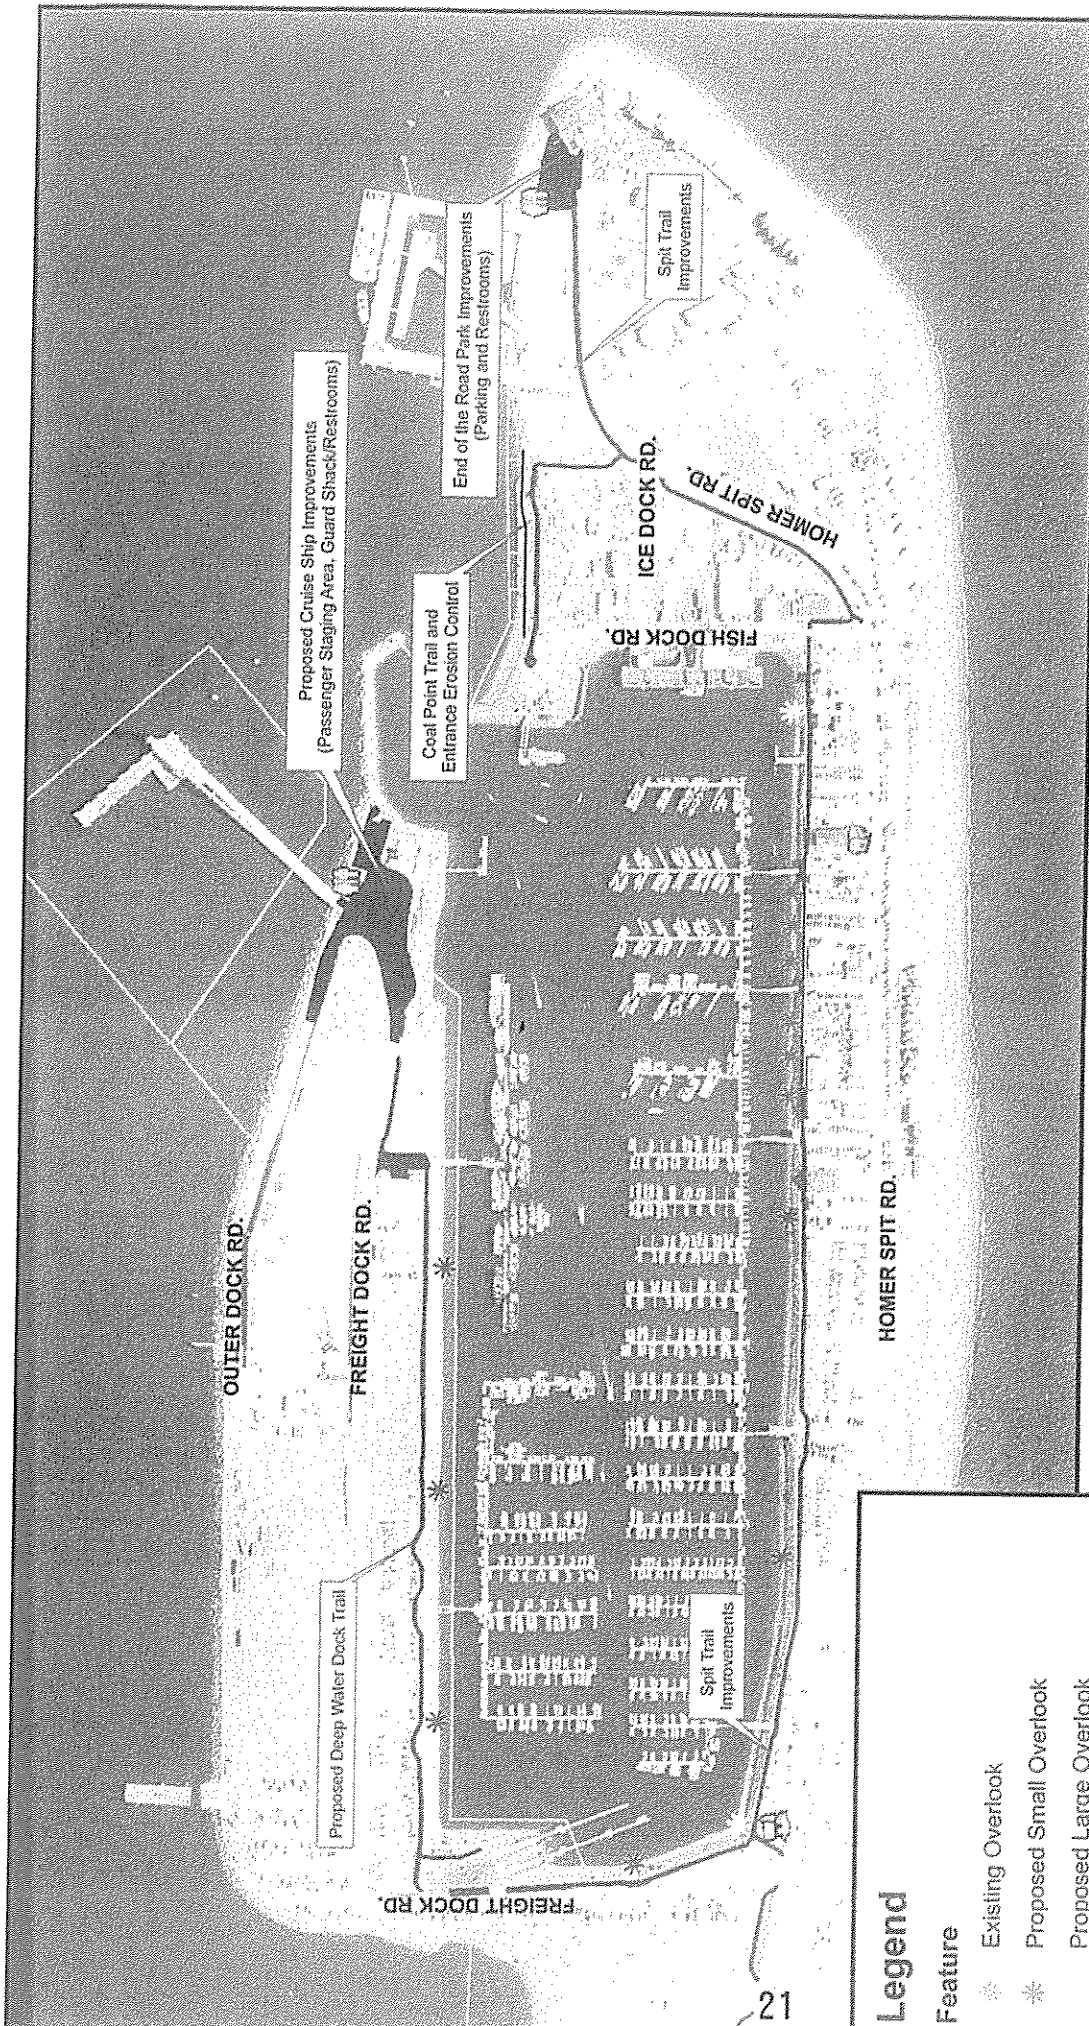 Proposed Cruise Ship Improvements
(Passenger Staging Area, Guard Shack/Restrooms)
End of the Road Park Improvements
(Parking and Restrooms)
Spit Trail
Improvements
Coal Point Trail and
Entrance Erosion Control
ICE DOCK RD.
HOMER SPIT RD.
FISH DOCK RD.
OUTER DOCK RD.
FREIGHT DOCK RD.
HOMER SPIT RD.
Proposed Deep Water Dock Trail
Spit Trail
Improvements
FREIGHT DOCK RD.
21
Legend
Feature
Existing Overlook
Proposed Small Overlook
Proposed Large Overlook